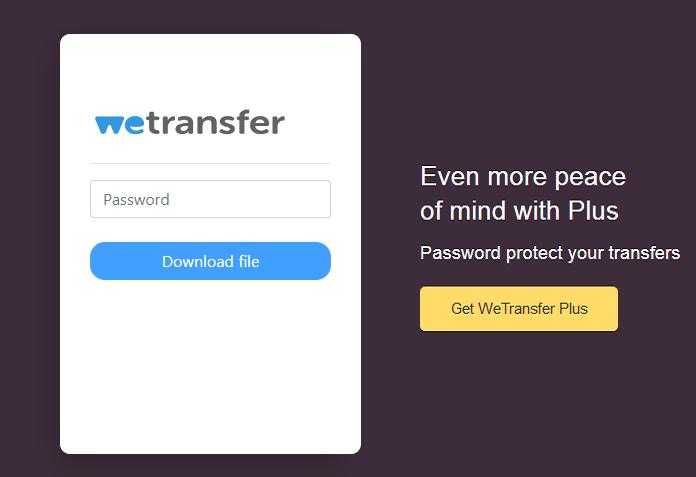 wetransfer
Password
Download file
Even more peace
of mind with Plus
Password protect your transfers
Get WeTransfer Plus